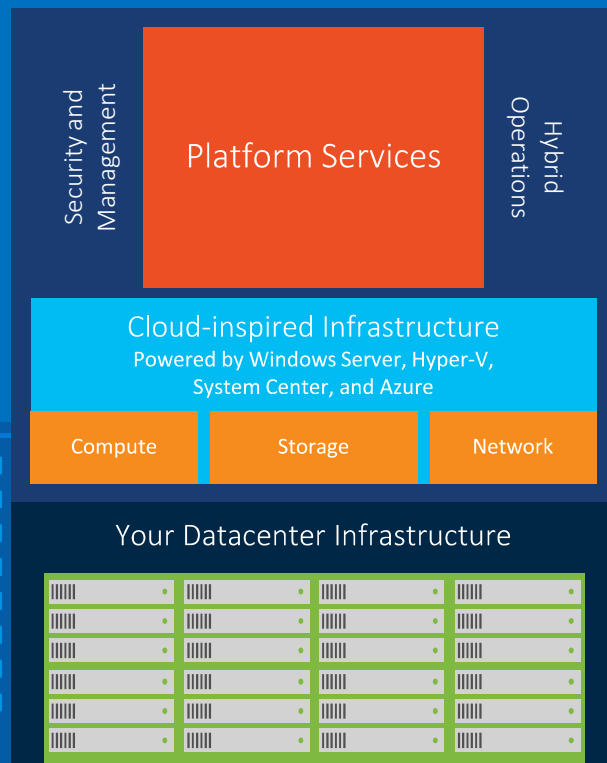 Security and
Management
Platform Services
Hybrid
Operations
Cloud-inspired Infrastructure
Powered by Windows Server, Hyper-V,
System Center, and Azure
Compute
Storage
Network
Your Datacenter Infrastructure